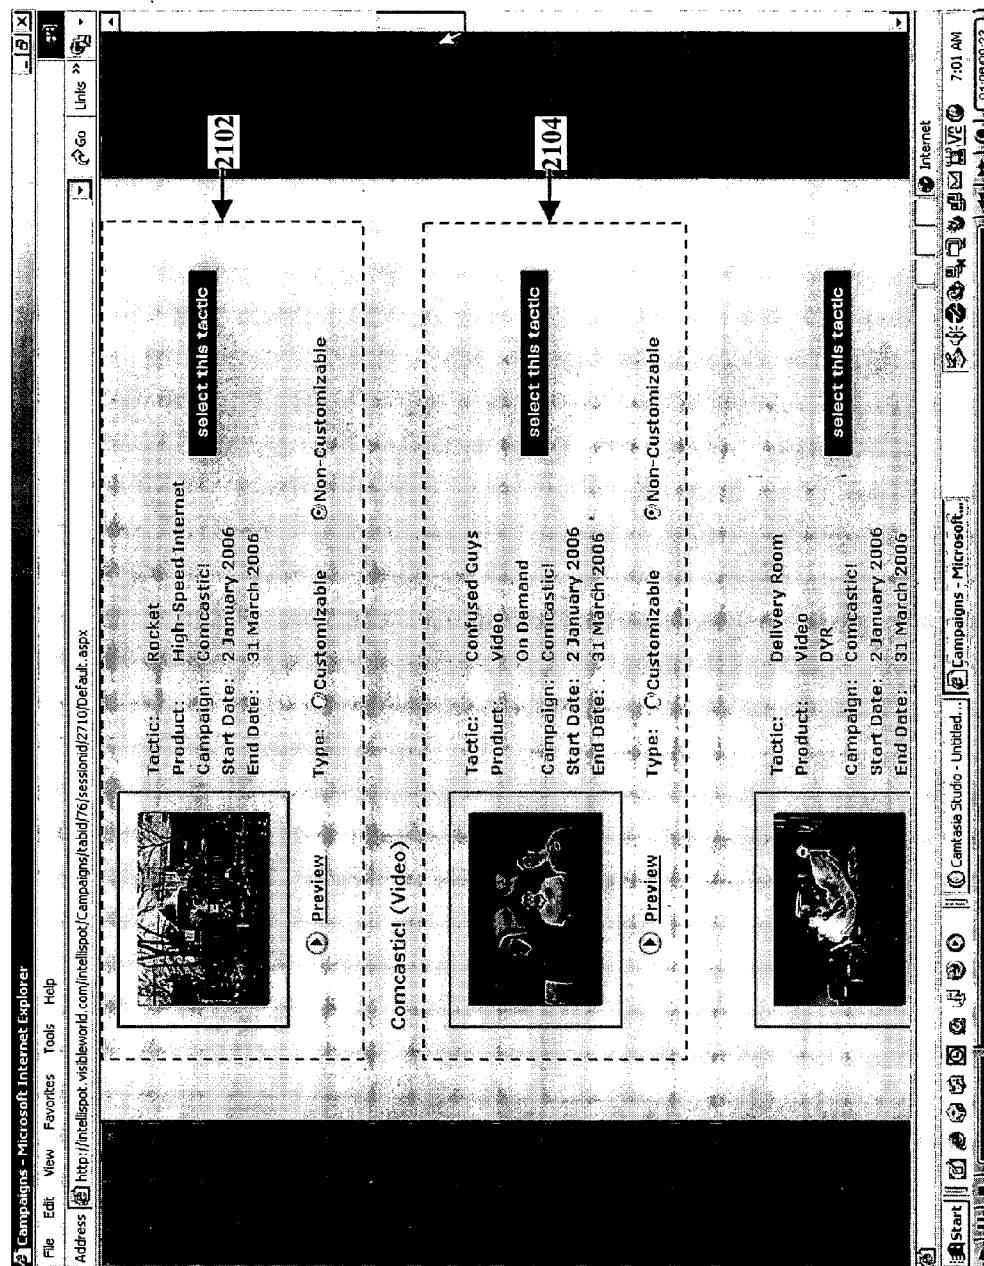 Campaigns - Microsoft Internet Explorer
File Edit View Favorites Tools Help
Address http://intellispot.visibleworld.com/intellispot/Campaigns/tabid/76/sessionid/2710/Default.aspx Go Links »
Tactic: Rocket
Product: High-Speed Internet
Campaign: Comcastic!
Start Date: 2 January 2006
End Date: 31 March 2006
select this tactic
2102
Preview
Type: Customizable Non-Customizable
Comcastic! (Video)
Tactic: Confused Guys
Product: Video
On Demand
Campaign: Comcastic!
Start Date: 2 January 2006
End Date: 31 March 2006
select this tactic
2104
Preview
Type: Customizable Non-Customizable
Tactic: Delivery Room
Product: Video
DVR
Campaign: Comcastic!
Start Date: 2 January 2006
End Date: 31 March 2006
select this tactic
Internet
Start
Camtasia Studio - Untitled...
Campaigns - Microsoft...
7:01 AM